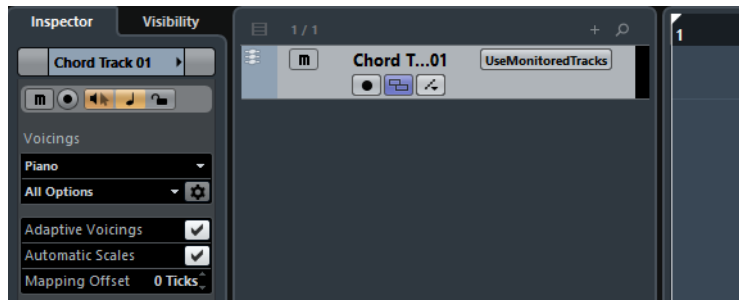 Inspector Visibility
1 / 1 +
1
Chord Track 01
m Chord T...01 UseMonitoredTracks
m
Voicings
Piano
All Options
Adaptive Voicings
Automatic Scales
Mapping Offset 0 Ticks